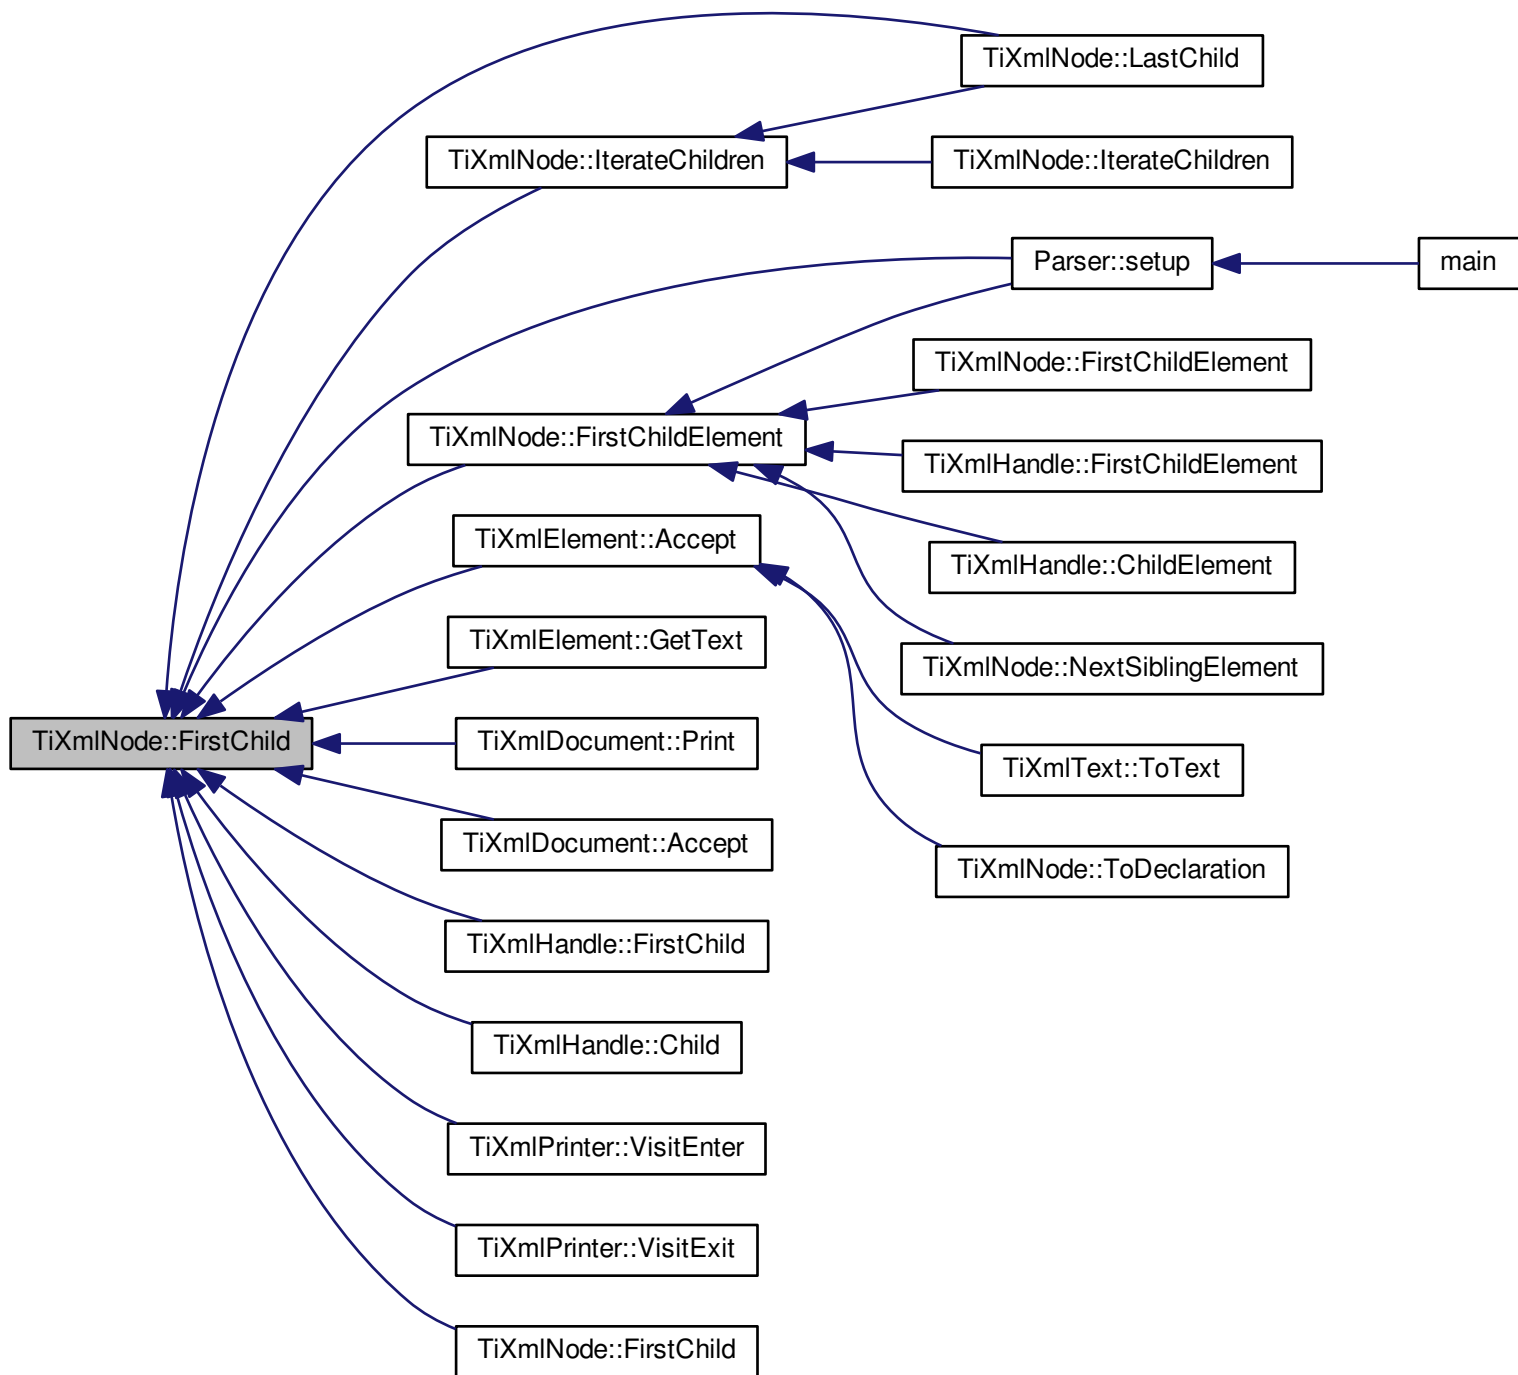 TiXmlNode::LastChild
TiXmlNode::IterateChildren
TiXmlNode::IterateChildren
Parser::setup
main
TiXmlNode::FirstChildElement
TiXmlNode::FirstChildElement
TiXmlHandle::FirstChildElement
TiXmlElement::Accept
TiXmlHandle::ChildElement
TiXmlElement::GetText
TiXmlNode::NextSiblingElement
TiXmlNode::FirstChild
TiXmlDocument::Print
TiXmlText::ToText
TiXmlDocument::Accept
TiXmlNode::ToDeclaration
TiXmlHandle::FirstChild
TiXmlHandle::Child
TiXmlPrinter::VisitEnter
TiXmlPrinter::VisitExit
TiXmlNode::FirstChild